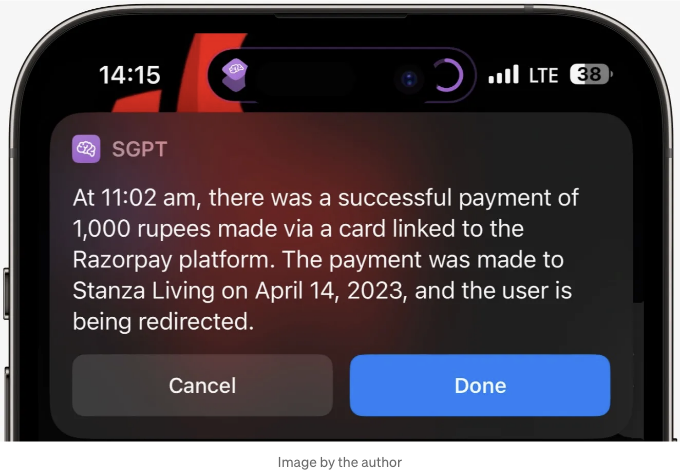 14:15
LTE 38
SGPT
At 11:02 am, there was a successful payment of
1,000 rupees made via a card linked to the
Razorpay platform. The payment was made to
Stanza Living on April 14, 2023, and the user is
being redirected.
Cancel
Done
Image by the author